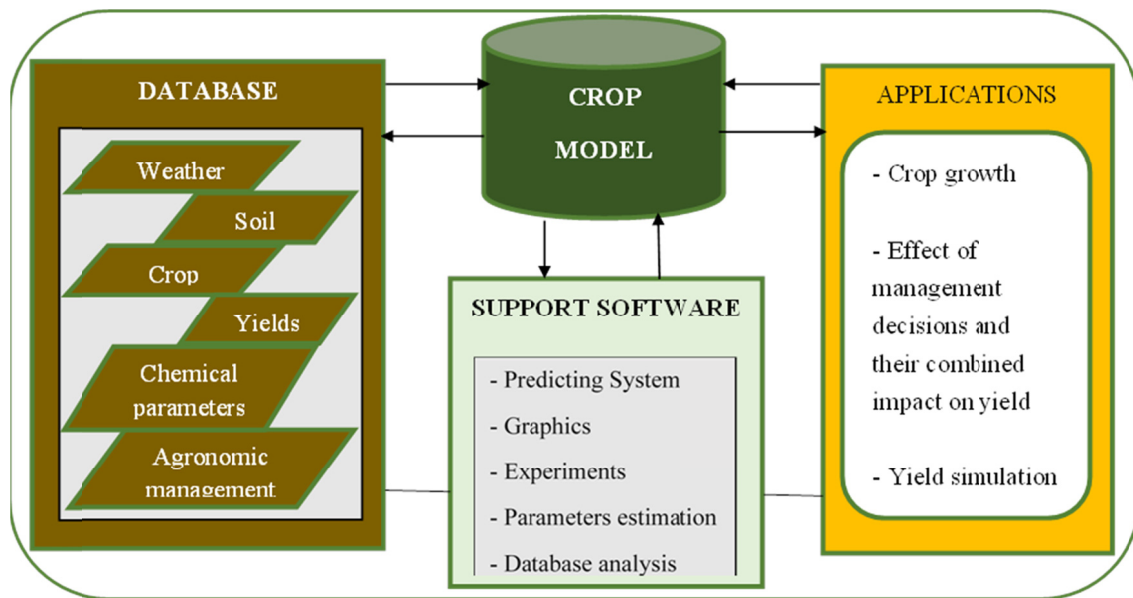 DATABASE
Weather
Soil
Crop
Yields
Chemical
parameters
Agronomic
management
CROP
MODEL
SUPPORT SOFTWARE
- Predicting System
- Graphics
- Experiments
- Parameters estimation
- Database analysis
APPLICATIONS
- Crop growth
- Effect of
management
decisions and
their combined
impact on yield
- Yield simulation